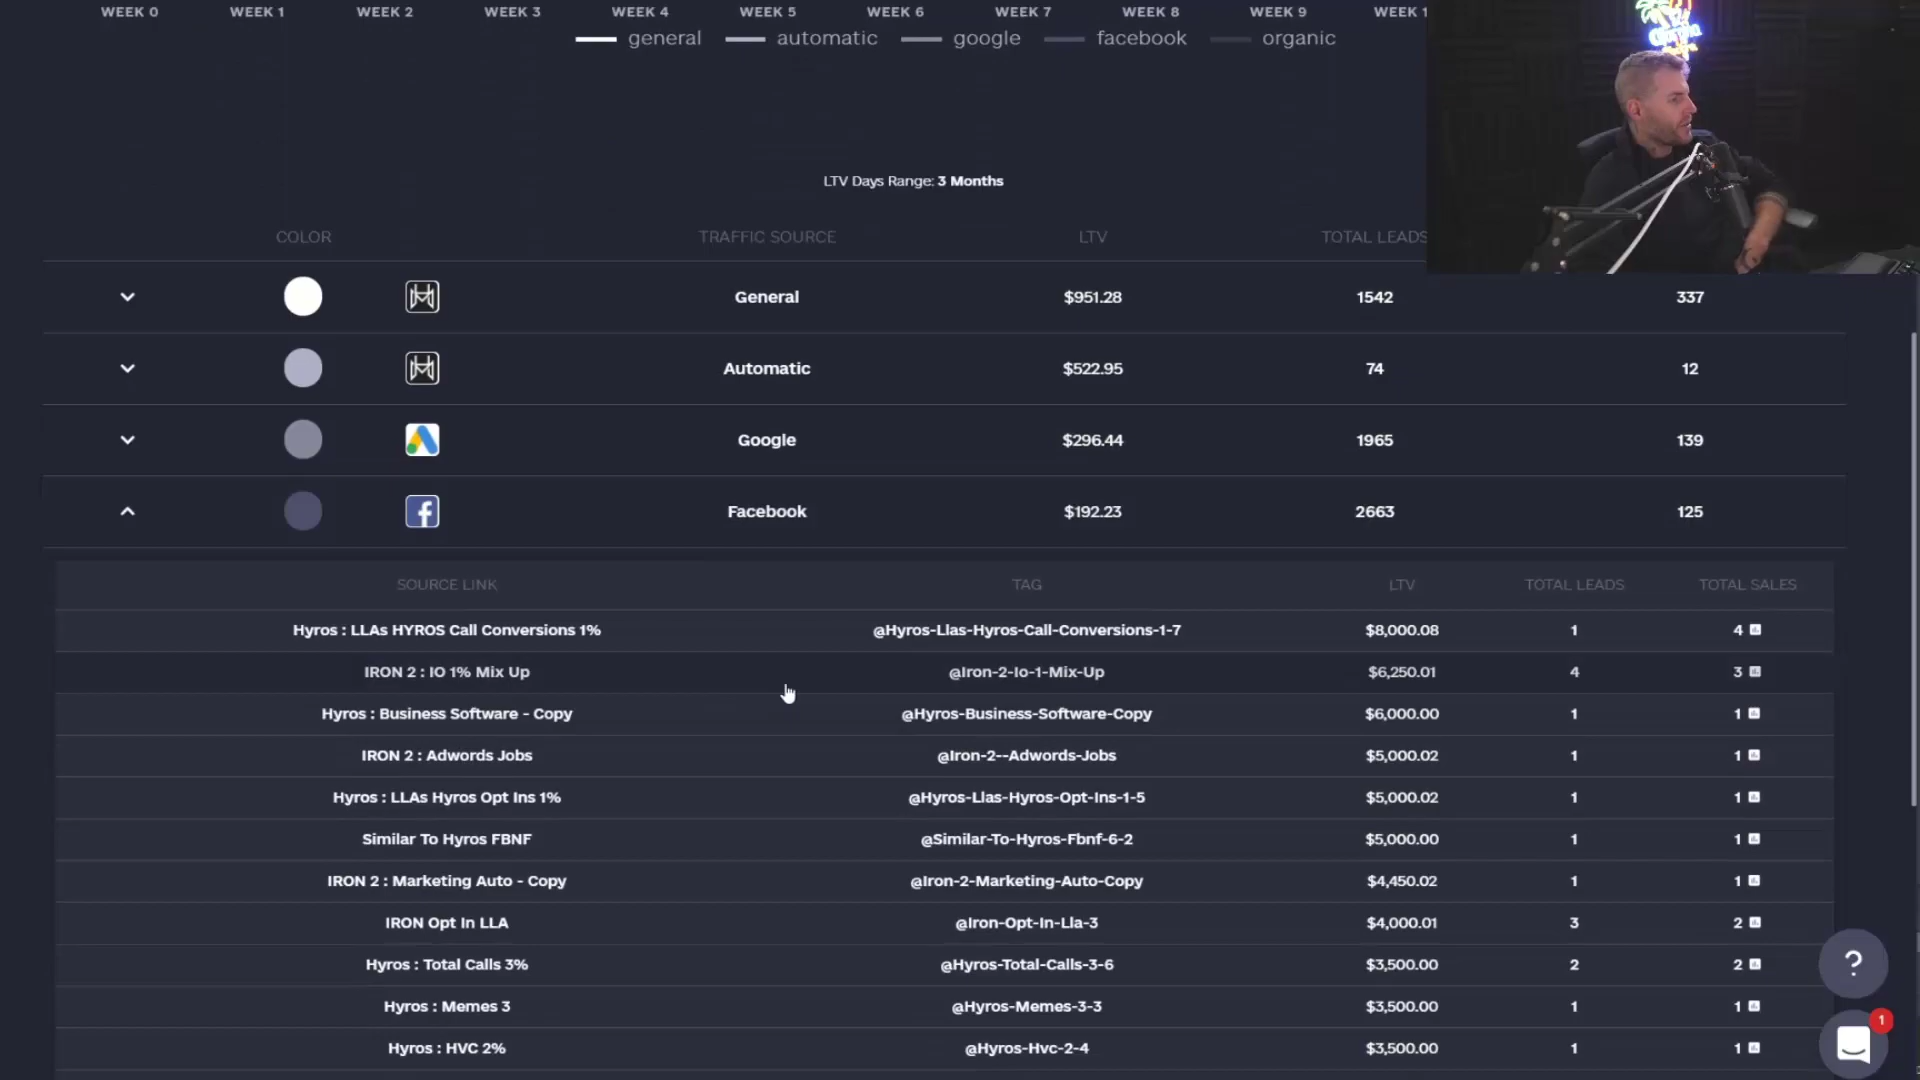 WEEK 0 WEEK 1 WEEK 2 WEEK 3 WEEK 4 WEEK 5 WEEK 6 WEEK 7 WEEK 8 WEEK 9 WEEK 1
general automatic google facebook organic
LTV Days Range: 3 Months
COLOR TRAFFIC SOURCE LTV TOTAL LEADS
General $951.28 1542 337
Automatic $522.95 74 12
Google $296.44 1965 139
Facebook $192.23 2663 125
SOURCE LINK TAG LTV TOTAL LEADS TOTAL SALES
Hyros : LLAs HYROS Call Conversions 1% @Hyros-Llas-Hyros-Call-Conversions-1-7 $8,000.08 1 4
IRON 2 : IO 1% Mix Up @Iron-2-Io-1-Mix-Up $6,250.01 4 3
Hyros : Business Software - Copy @Hyros-Business-Software-Copy $6,000.00 1 1
IRON 2 : Adwords Jobs @Iron-2--Adwords-Jobs $5,000.02 1 1
Hyros : LLAs Hyros Opt Ins 1% @Hyros-Llas-Hyros-Opt-Ins-1-5 $5,000.02 1 1
Similar To Hyros FBNF @Similar-To-Hyros-Fbnf-6-2 $5,000.00 1 1
IRON 2 : Marketing Auto - Copy @Iron-2-Marketing-Auto-Copy $4,450.02 1 1
IRON Opt In LLA @Iron-Opt-In-Lla-3 $4,000.01 3 2
Hyros : Total Calls 3% @Hyros-Total-Calls-3-6 $3,500.00 2 2
Hyros : Memes 3 @Hyros-Memes-3-3 $3,500.00 1 1
Hyros : HVC 2% @Hyros-Hvc-2-4 $3,500.00 1 1
?
1